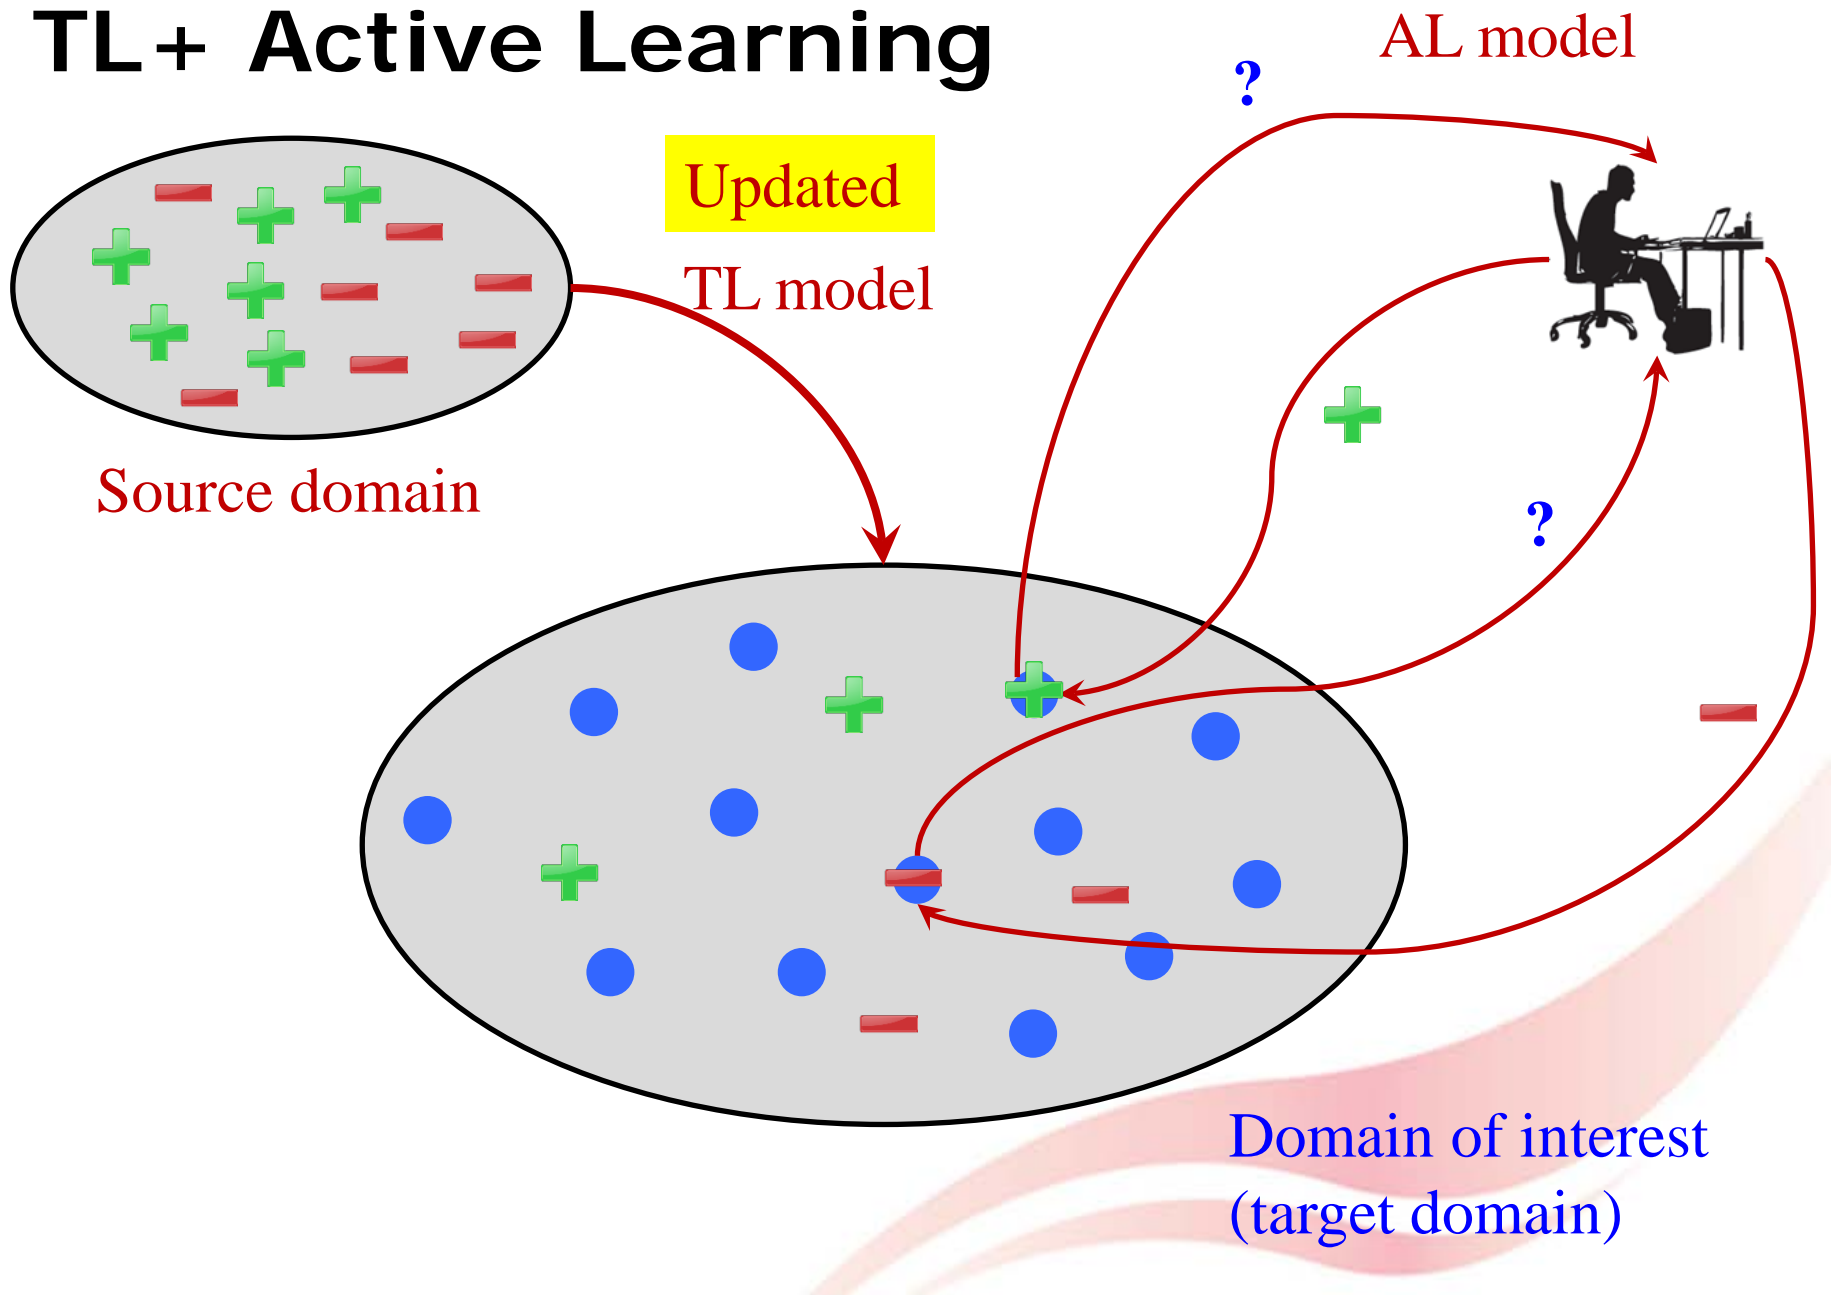 TL+ Active Learning
AL model
?
Updated
TL model
Source domain
?
Domain of interest
(target domain)